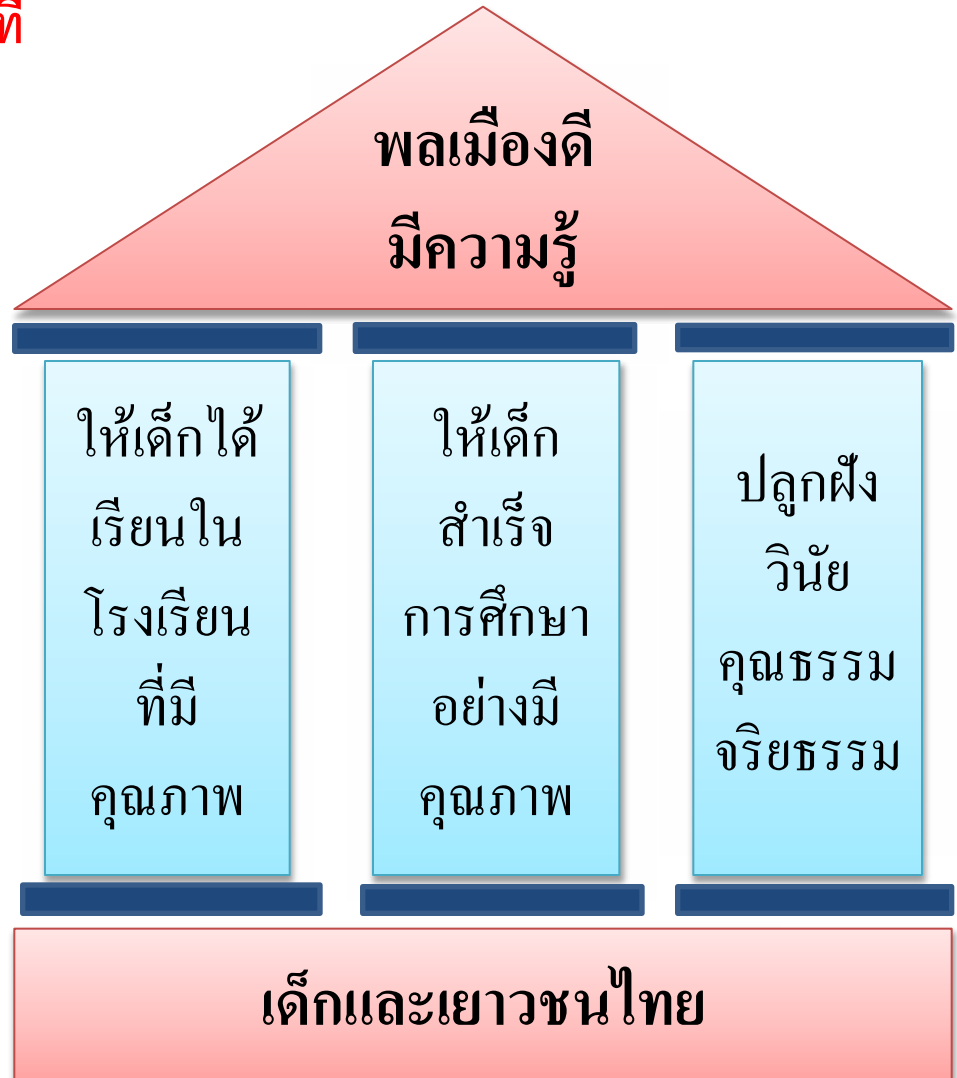 ที่
พลเมืองดี
มีความรู้
ให้เด็กได้
เรียนใน
โรงเรียน
ที่มี
คุณภาพ
ให้เด็ก
สำเร็จ
การศึกษา
อย่างมี
คุณภาพ
ปลูกฝัง
วินัย
คุณธรรม
จริยธรรม
เด็กและเยาวชนไทย